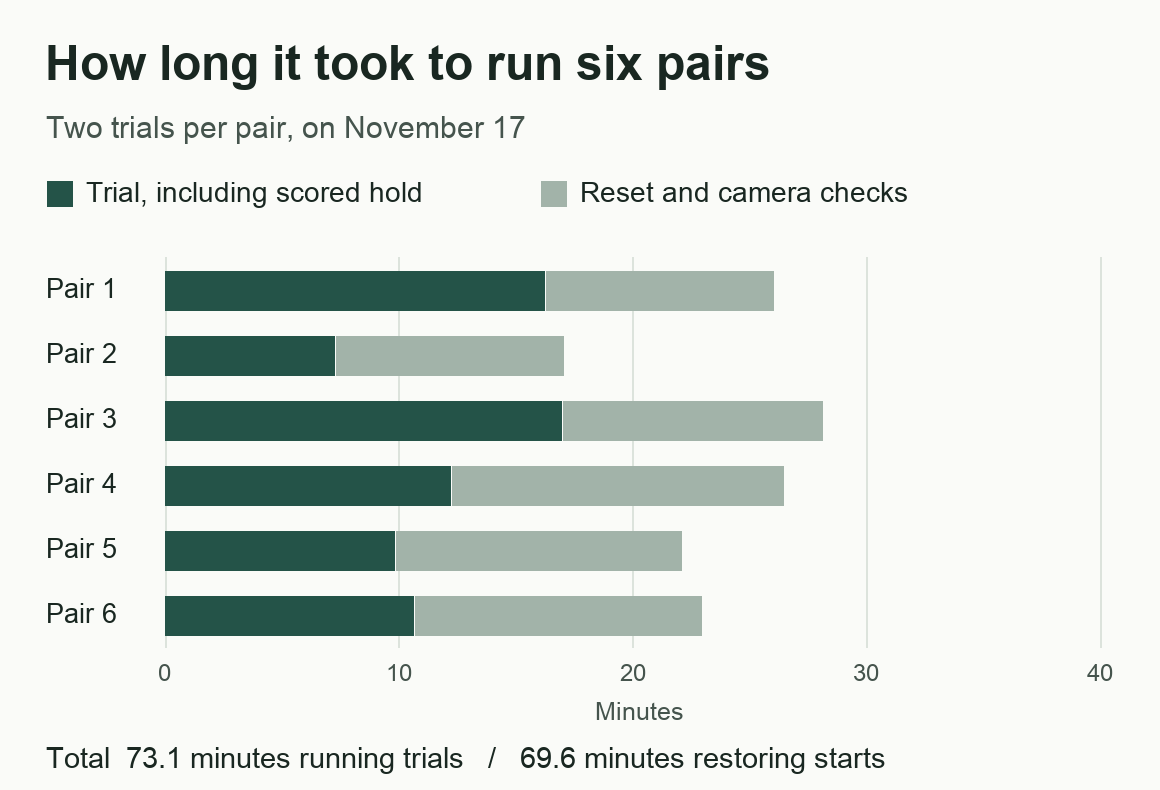 How long it took to run six pairs
Two trials per pair, on November 17
Trial, including scored hold
Reset and camera checks
Pair 1
Pair 2
Pair 3
Pair 4
Pair 5
Pair 6
0 10 20 30 40
Minutes
Total 73.1 minutes running trials / 69.6 minutes restoring starts